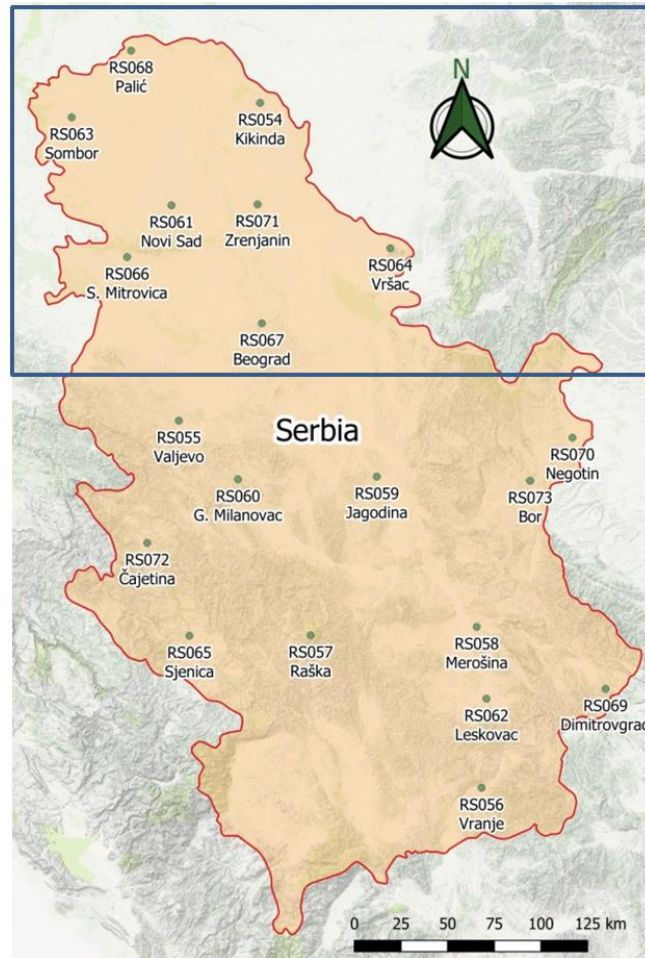 N
RS068
Palić
RS054
Kikinda
RS063
Sombor
RS061
Novi Sad
RS071
Zrenjanin
RS066
S. Mitrovica
RS064
Vršac
RS067
Beograd
Serbia
RS055
Valjevo
RS070
Negotin
RS060
G. Milanovac
RS059
Jagodina
RS073
Bor
RS072
Čajetina
RS065
Sjenica
RS057
Raška
RS058
Merošina
RS069
Dimitrovgrad
RS062
Leskovac
RS056
Vranje
0 25 50 75 100 125 km